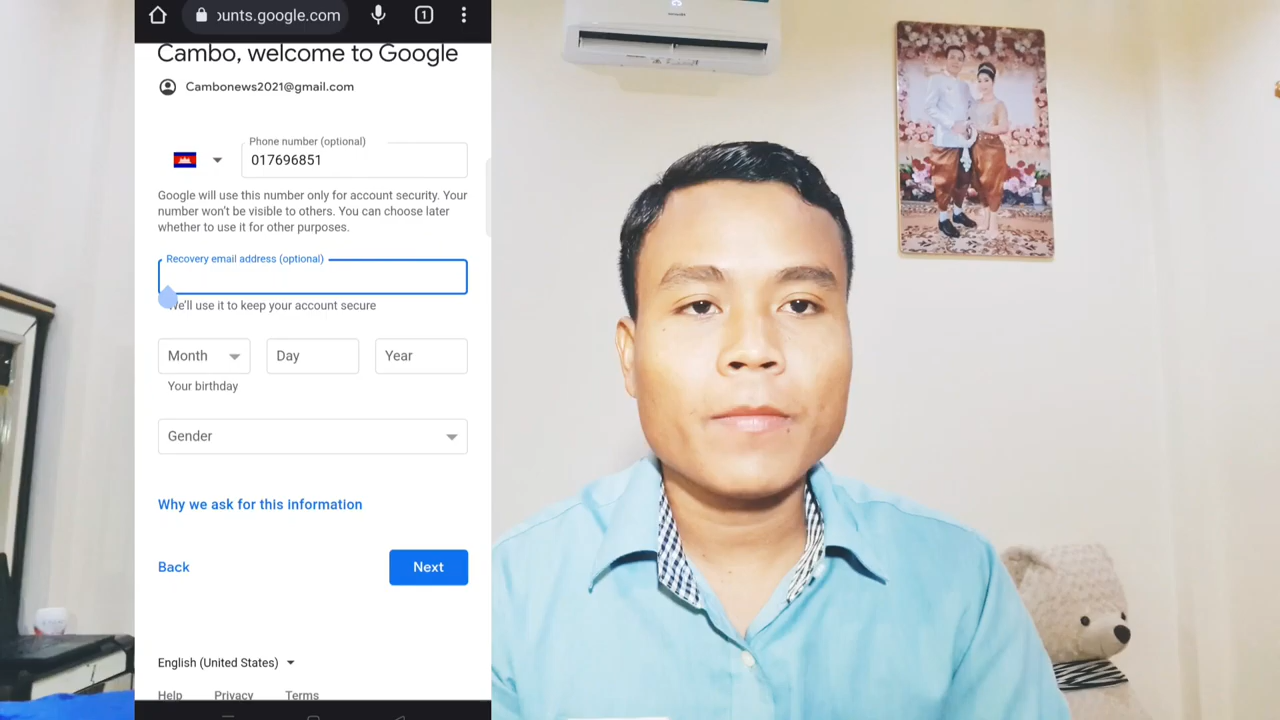 ounts.google.com
1
Cambo, welcome to Google
Cambonews2021@gmail.com
Phone number (optional)
017696851
Google will use this number only for account security. Your
number won't be visible to others. You can choose later
whether to use it for other purposes.
Recovery email address (optional)
We'll use it to keep your account secure
Month
Day
Year
Your birthday
Gender
Why we ask for this information
Back
Next
English (United States)
Help
Privacy
Terms